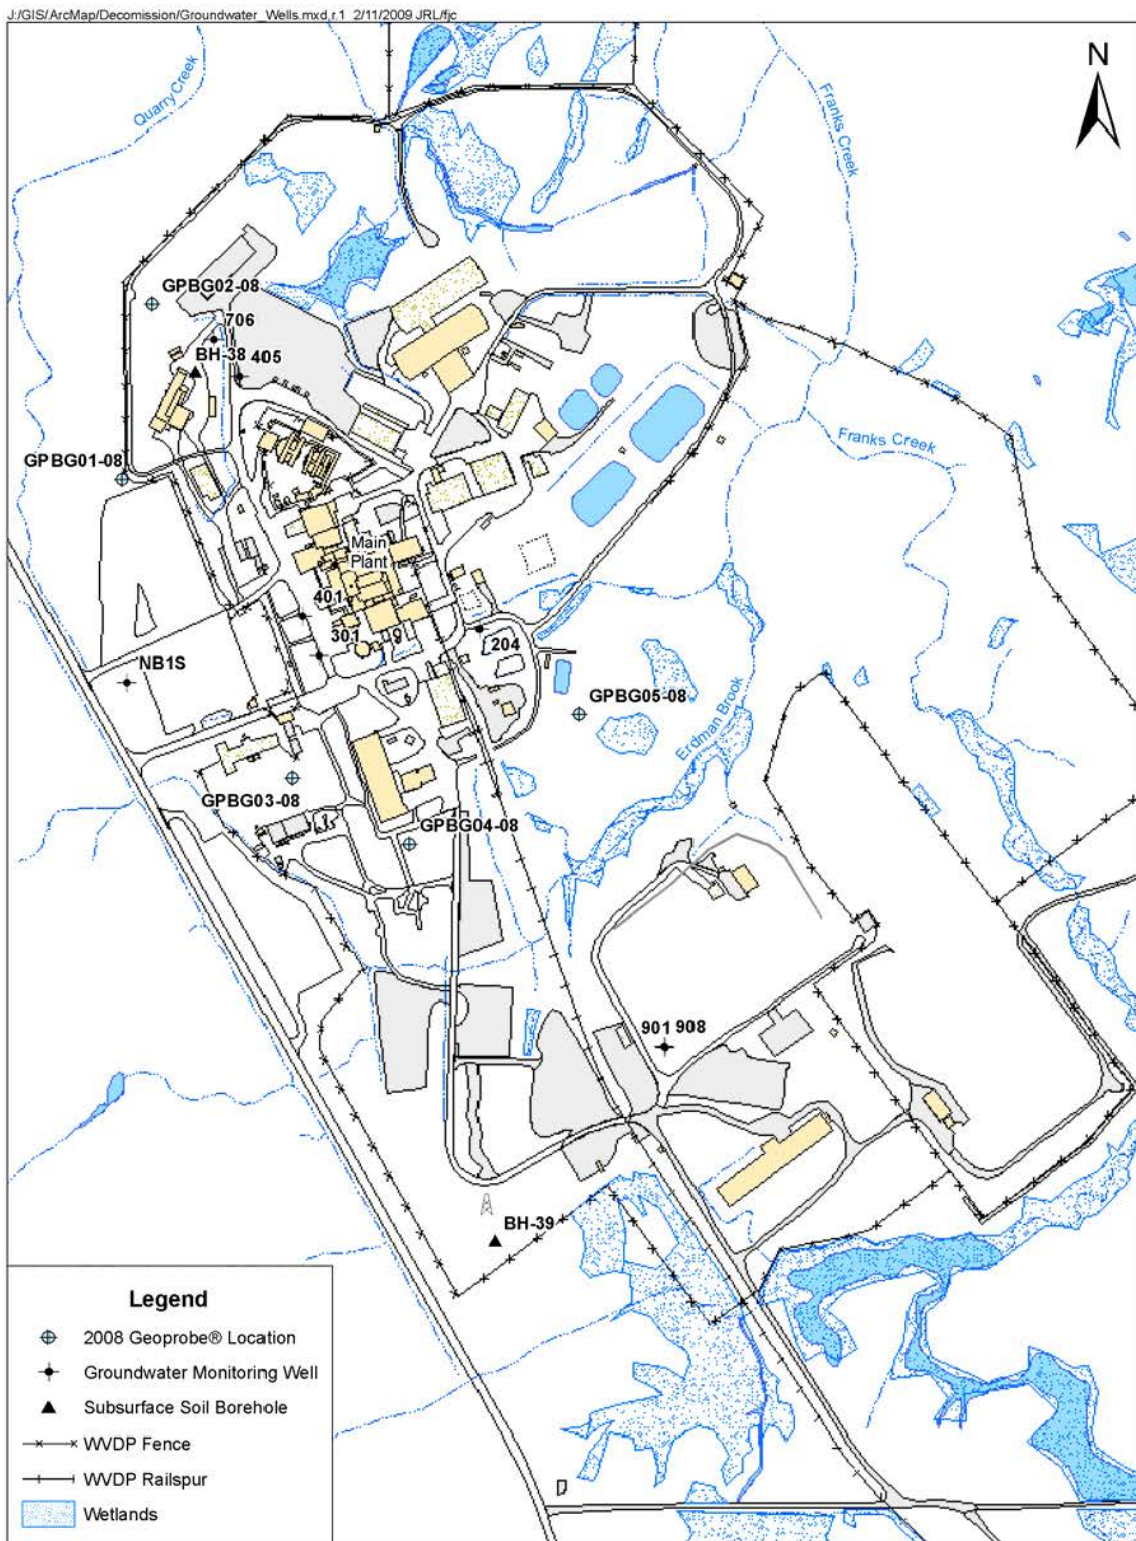 J:/GIS/ArcMap/Decomission/Groundwater_Wells.mxd,r.1 2/11/2009 JRL/fjc
N
Quarry Creek
Franks Creek
GPBG02-08
706
BH-38 405
Franks Creek
GPBG01-08
Main
Plant
401
301
204
NB1S
GPBG05-08
Erdman Brook
GPBG03-08
GPBG04-08
901 908
BH-39
Legend
2008 Geoprobe® Location
Groundwater Monitoring Well
Subsurface Soil Borehole
WVDP Fence
WVDP Railspur
Wetlands